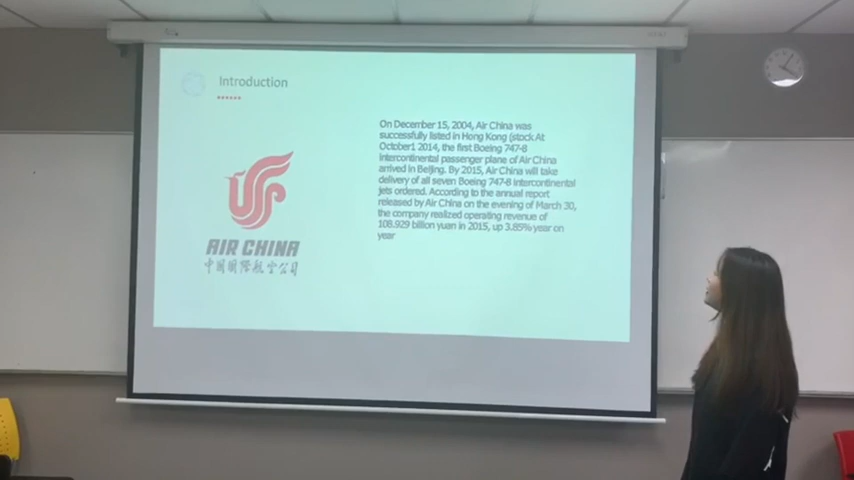 Introduction
On December 15, 2004, Air China was
successfully listed in Hong Kong (stock At
October1 2014, the first Boeing 747-8
intercontinental passenger plane of Air China
arrived in Beijing. By 2015, Air China will take
delivery of all seven Boeing 747-8 intercontinental
jets ordered. According to the annual report
released by Air China on the evening of March 30,
the company realized operating revenue of
108.929 billion yuan in 2015, up 3.85% year on
year
AIR CHINA
中国国际航空公司